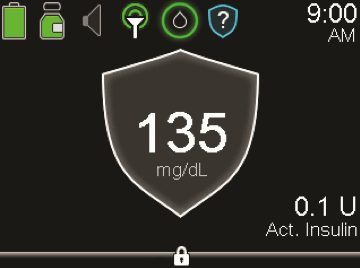 ?
9:00
AM
135
mg/dL
0.1 U
Act. Insulin